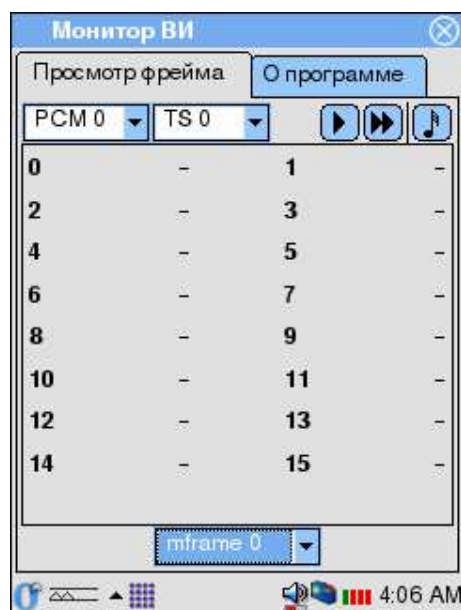 Монитор ВИ
Просмотр фрейма О программе
PCM 0 TS 0
0 - 1 -
2 - 3 -
4 - 5 -
6 - 7 -
8 - 9 -
10 - 11 -
12 - 13 -
14 - 15 -
mframe 0
4:06 AM